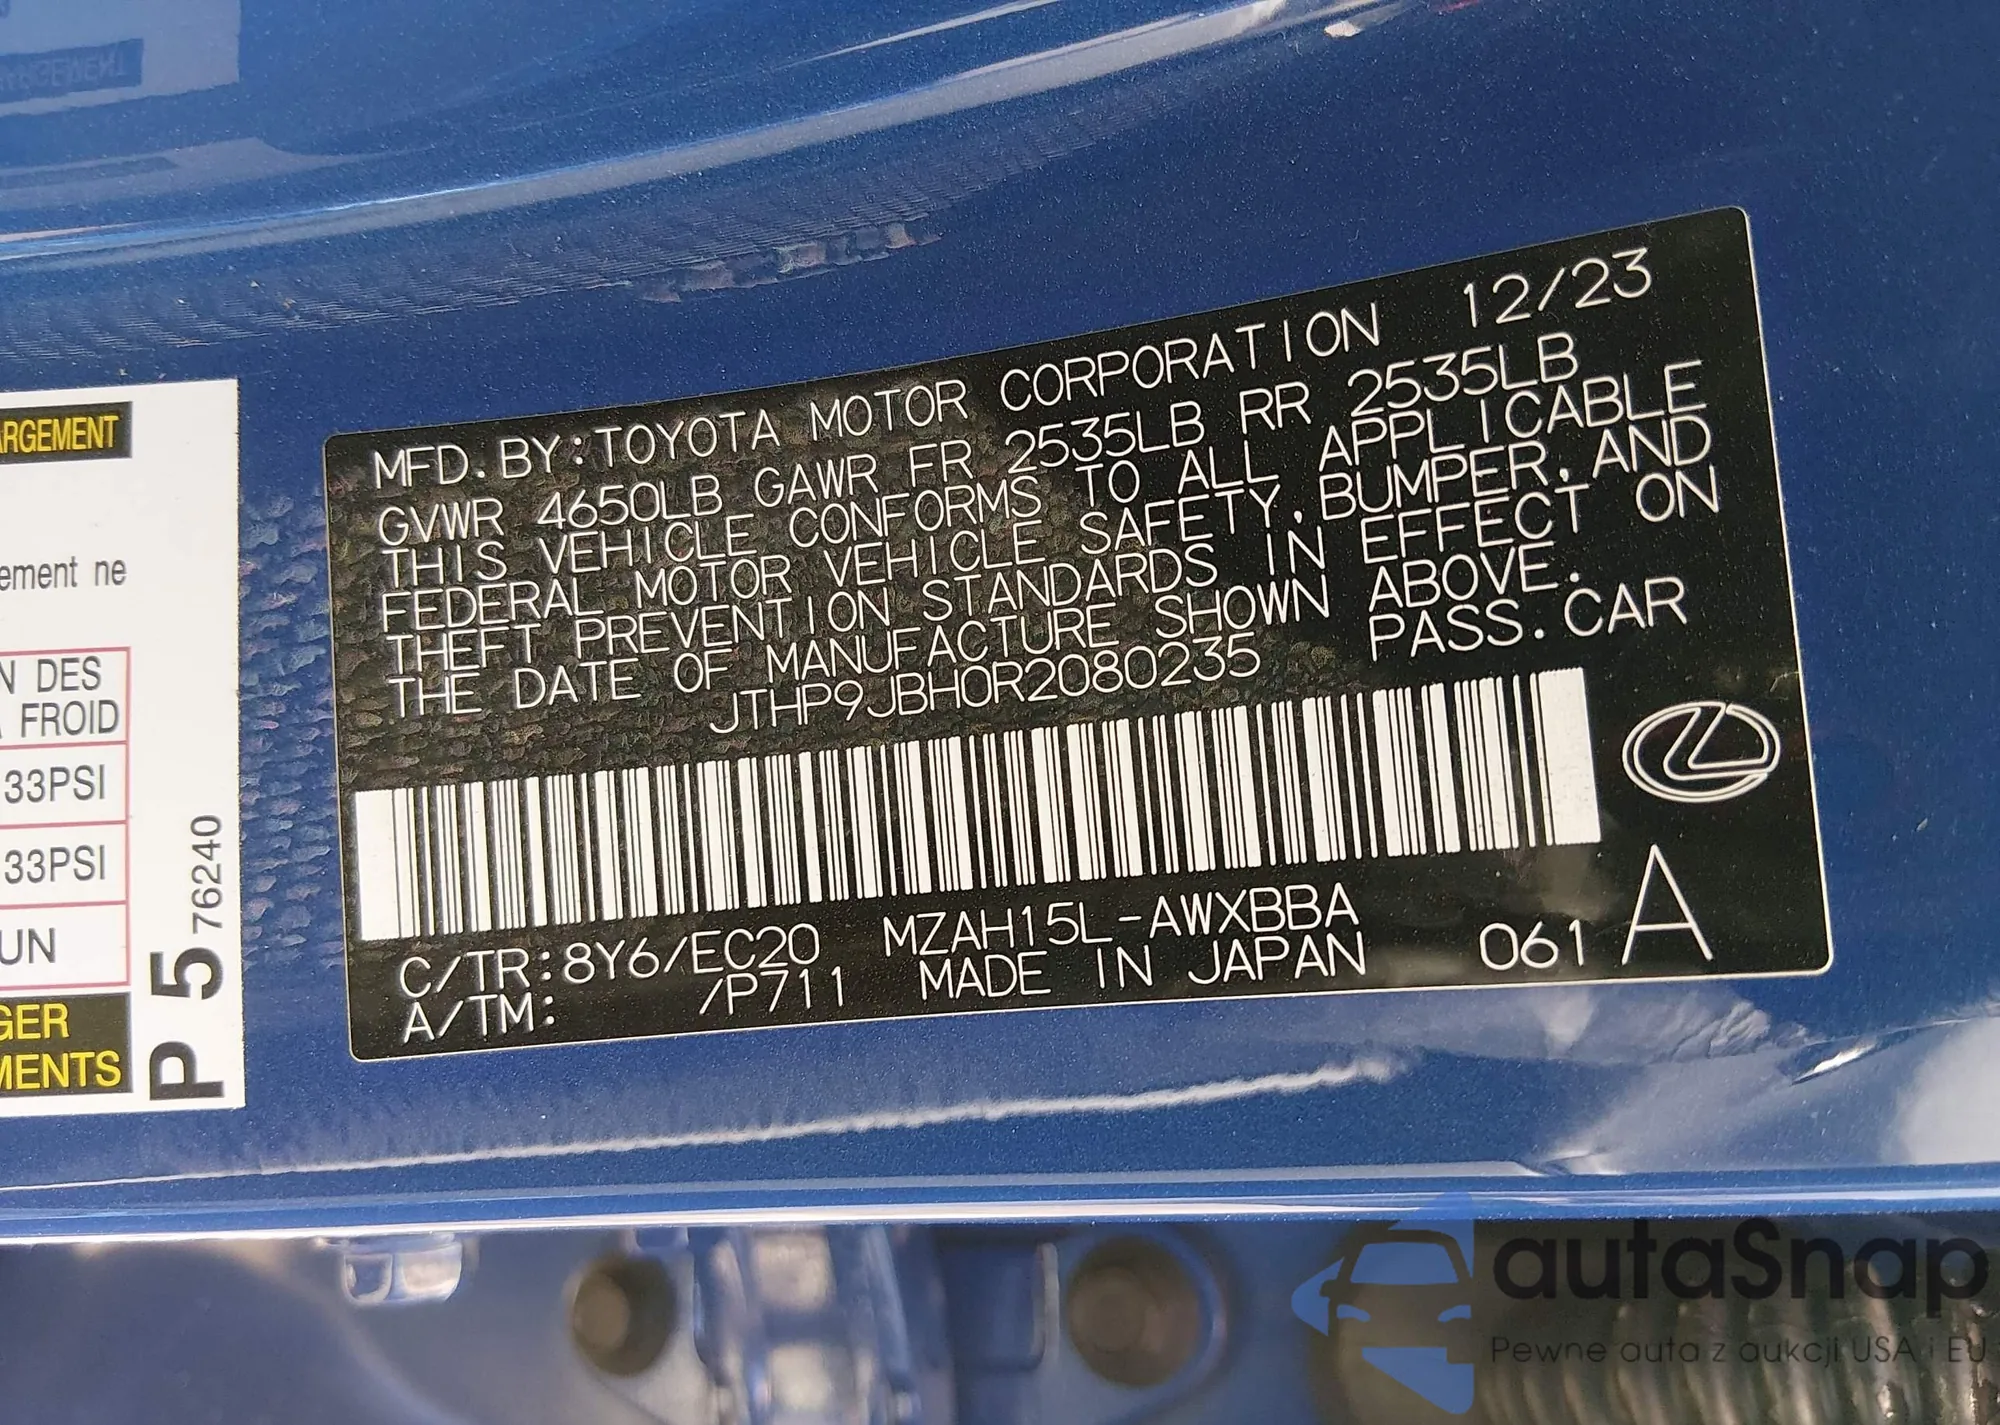 ARGEMENT
ement ne
N DES
A FROID
33PSI
33PSI
UN
GER
MENTS
P 5 76240
MFD. BY: TOYOTA MOTOR CORPORATION 12/23
GVWR 4650LB GAWR FR 2535LB RR 2535LB
THIS VEHICLE CONFORMS TO ALL APPLICABLE
FEDERAL MOTOR VEHICLE SAFETY, BUMPER, AND
THEFT PREVENTION STANDARDS IN EFFECT ON
THE DATE OF MANUFACTURE SHOWN ABOVE.
JTHP9JBH0R2080235 PASS. CAR
C/TR: 8Y6/EC20 MZAH15L-AWXBBA
A/TM: /P711 MADE IN JAPAN 061 A
autaSnap
Pewne auta z aukcji USA i EU